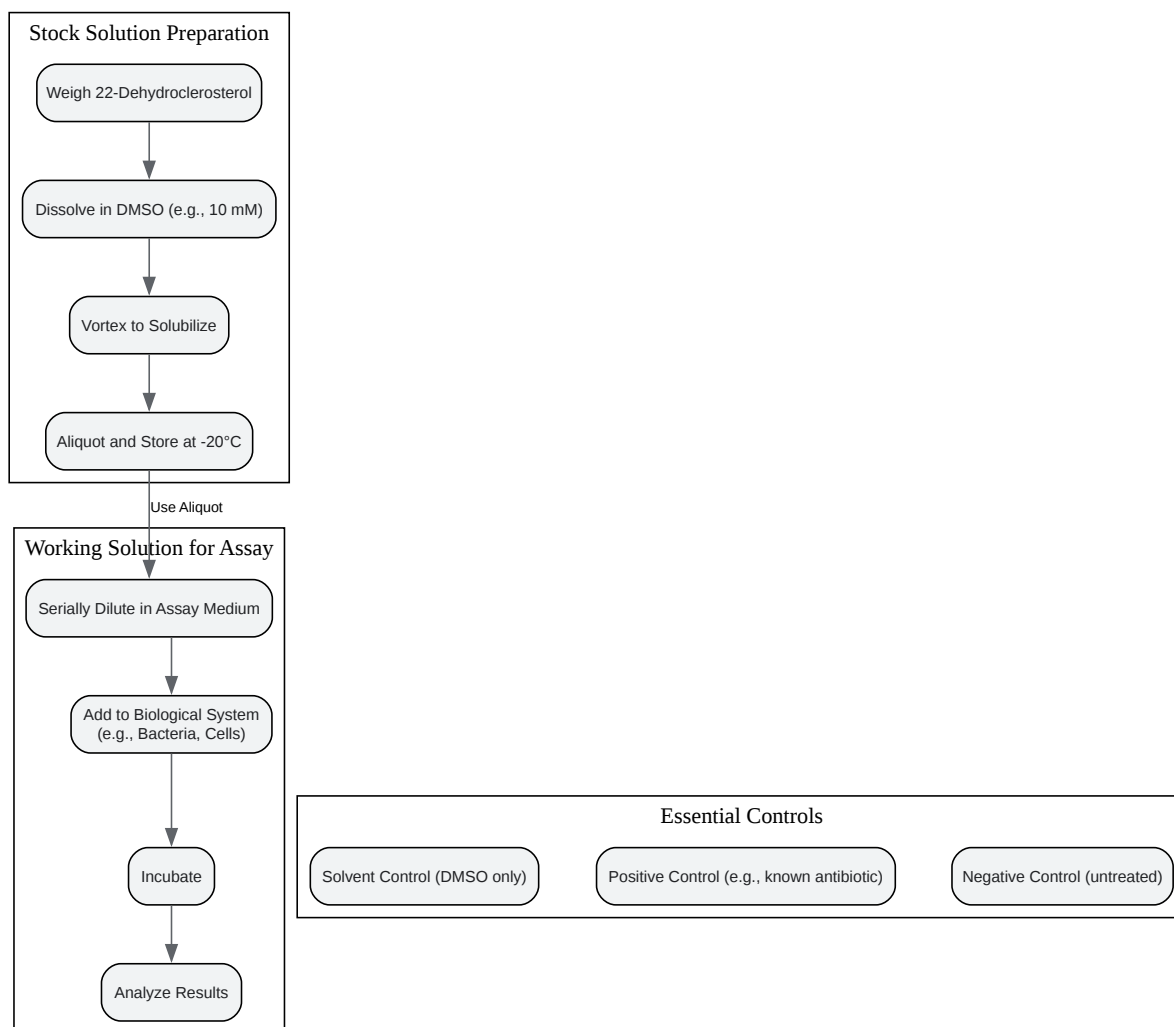 Stock Solution Preparation
Weigh 22-Dehydroclerosterol
Dissolve in DMSO (e.g., 10 mM)
Vortex to Solubilize
Aliquot and Store at -20°C
Use Aliquot
Working Solution for Assay
Serially Dilute in Assay Medium
Add to Biological System
(e.g., Bacteria, Cells)
Incubate
Analyze Results
Essential Controls
Solvent Control (DMSO only)
Positive Control (e.g., known antibiotic)
Negative Control (untreated)